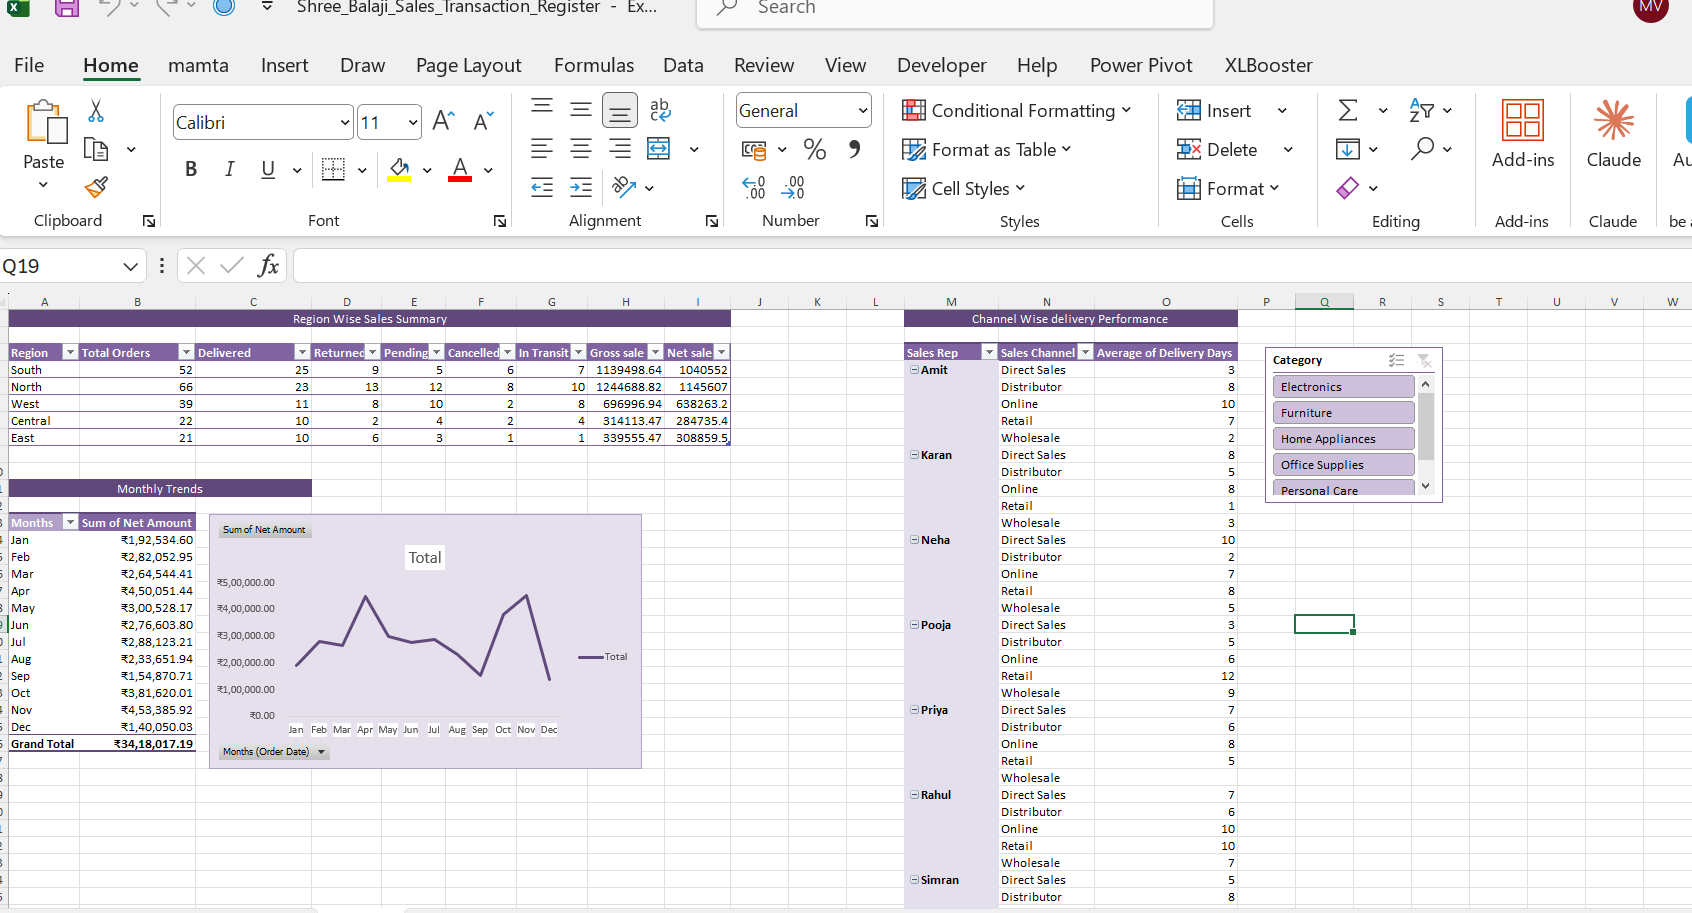 Shree_Balaji_Sales_Transaction_Register - Ex...
Search
MV
File Home mamta Insert Draw Page Layout Formulas Data Review View Developer Help Power Pivot XLBooster
Paste
Clipboard
Calibri 11
B I U
Font
Alignment
General
Number
Conditional Formatting
Format as Table
Cell Styles
Styles
Insert
Delete
Format
Cells
Editing
Add-ins
Add-ins
Claude
Claude
Q19
fx
A B C D E F G H I J K L M N O P Q R S T U V W
Region Wise Sales Summary
Region Total Orders Delivered Returned Pending Cancelled In Transit Gross sale Net sale
South 52 25 9 5 6 7 1139498.64 1040552
North 66 23 13 12 8 10 1244688.82 1145607
West 39 11 8 10 2 8 696996.94 638263.2
Central 22 10 2 4 2 4 314113.47 284735.4
East 21 10 6 3 1 1 339555.47 308859.5
Monthly Trends
Months Sum of Net Amount
Jan ₹1,92,534.60
Feb ₹2,82,052.95
Mar ₹2,64,544.41
Apr ₹4,50,051.44
May ₹3,00,528.17
Jun ₹2,76,603.80
Jul ₹2,88,123.21
Aug ₹2,33,651.94
Sep ₹1,54,870.71
Oct ₹3,81,620.01
Nov ₹4,53,385.92
Dec ₹1,40,050.03
Grand Total ₹34,18,017.19
Sum of Net Amount
Total
₹5,00,000.00
₹4,00,000.00
₹3,00,000.00
₹2,00,000.00
₹1,00,000.00
₹0.00
Jan Feb Mar Apr May Jun Jul Aug Sep Oct Nov Dec
Total
Months (Order Date)
Channel Wise delivery Performance
Sales Rep Sales Channel Average of Delivery Days
Amit Direct Sales 3
Distributor 8
Online 10
Retail 7
Wholesale 2
Karan Direct Sales 8
Distributor 5
Online 8
Retail 1
Wholesale 3
Neha Direct Sales 10
Distributor 2
Online 7
Retail 8
Wholesale 5
Pooja Direct Sales 3
Distributor 5
Online 6
Retail 12
Wholesale 9
Priya Direct Sales 7
Distributor 6
Online 8
Retail 5
Wholesale
Rahul Direct Sales 7
Distributor 6
Online 10
Retail 10
Wholesale 7
Simran Direct Sales 5
Distributor 8
Category
Electronics
Furniture
Home Appliances
Office Supplies
Personal Care